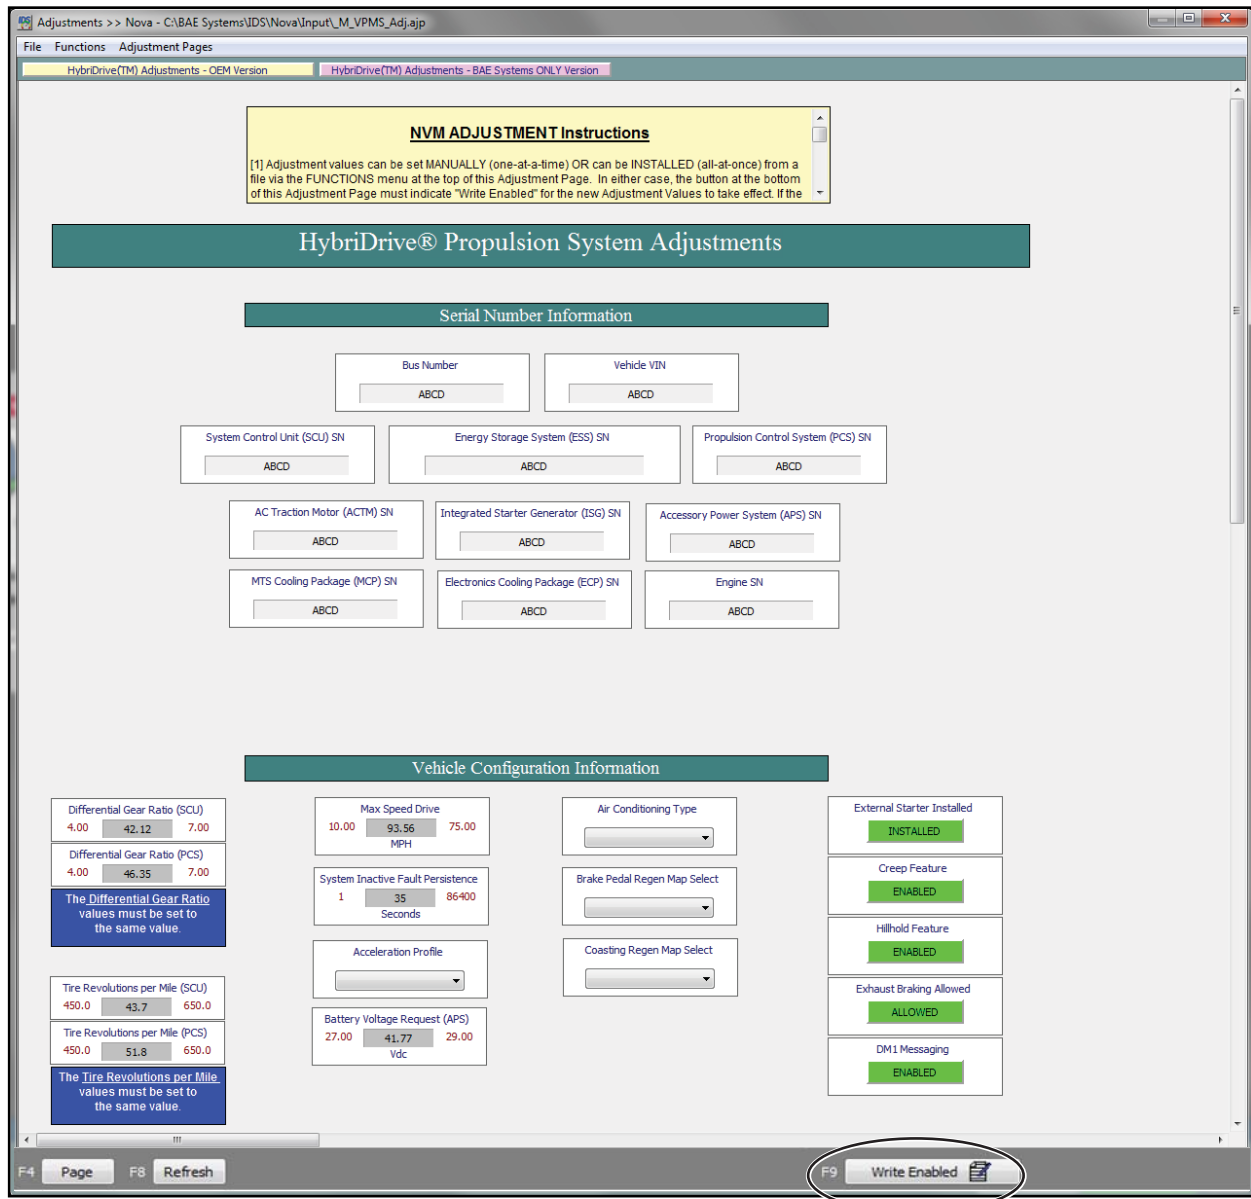 Adjustments >> Nova - C:\BAE Systems\IDS\Nova\Input\_M_VPMS_Adj.ajp
File Functions Adjustment Pages
HybriDrive(TM) Adjustments - OEM Version HybriDrive(TM) Adjustments - BAE Systems ONLY Version
NVM ADJUSTMENT Instructions
[1] Adjustment values can be set MANUALLY (one-at-a-time) OR can be INSTALLED (all-at-once) from a
file via the FUNCTIONS menu at the top of this Adjustment Page. In either case, the button at the bottom
of this Adjustment Page must indicate "Write Enabled" for the new Adjustment Values to take effect. If the
HybriDrive® Propulsion System Adjustments
Serial Number Information
Bus Number Vehicle VIN
ABCD ABCD
System Control Unit (SCU) SN Energy Storage System (ESS) SN Propulsion Control System (PCS) SN
ABCD ABCD ABCD
AC Traction Motor (ACTM) SN Integrated Starter Generator (ISG) SN Accessory Power System (APS) SN
ABCD ABCD ABCD
MTS Cooling Package (MCP) SN Electronics Cooling Package (ECP) SN Engine SN
ABCD ABCD ABCD
Vehicle Configuration Information
Differential Gear Ratio (SCU)
4.00 42.12 7.00
Differential Gear Ratio (PCS)
4.00 46.35 7.00
The Differential Gear Ratio
values must be set to
the same value.
Tire Revolutions per Mile (SCU)
450.0 43.7 650.0
Tire Revolutions per Mile (PCS)
450.0 51.8 650.0
The Tire Revolutions per Mile
values must be set to
the same value.
Max Speed Drive
10.00 93.56 75.00
MPH
System Inactive Fault Persistence
1 35 86400
Seconds
Acceleration Profile
Battery Voltage Request (APS)
27.00 41.77 29.00
Vdc
Air Conditioning Type
Brake Pedal Regen Map Select
Coasting Regen Map Select
External Starter Installed
INSTALLED
Creep Feature
ENABLED
Hillhold Feature
ENABLED
Exhaust Braking Allowed
ALLOWED
DM1 Messaging
ENABLED
F4 Page F8 Refresh F9 Write Enabled